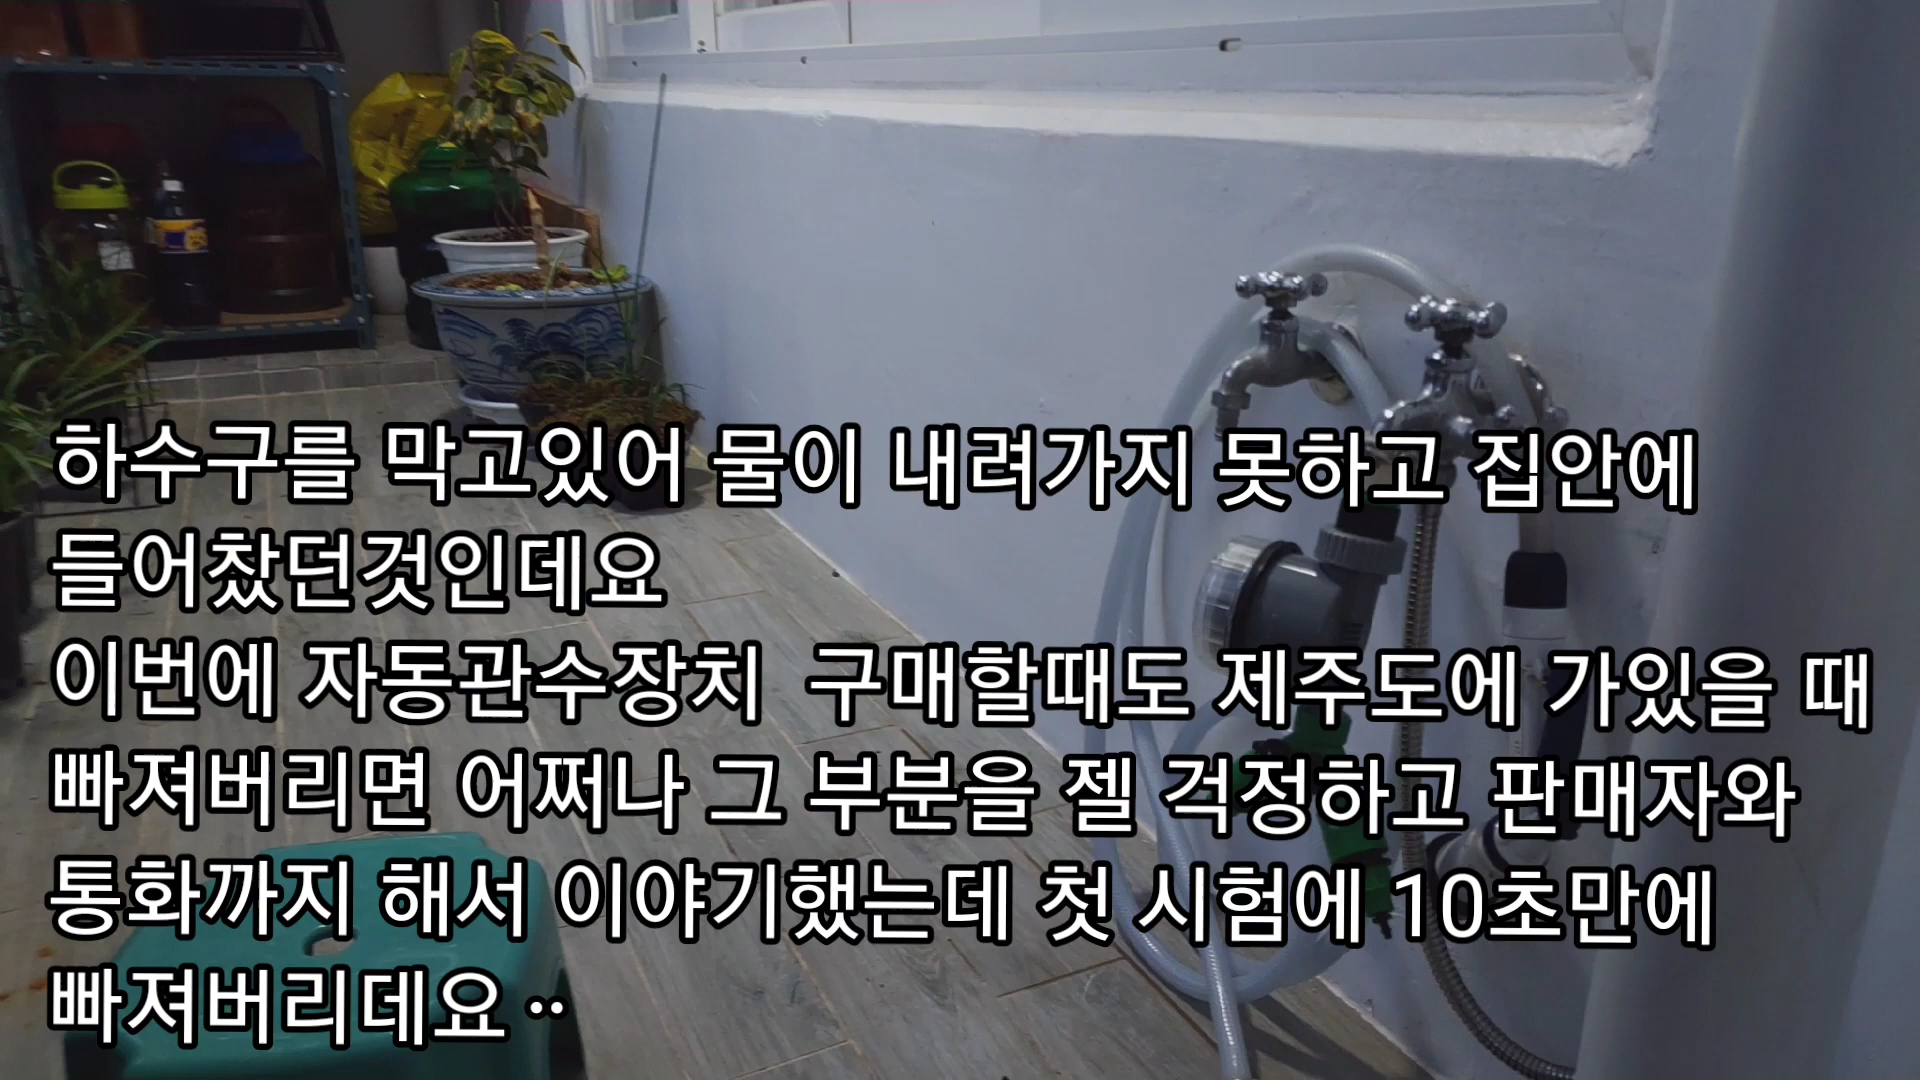 하수구를 막고있어 물이 내려가지 못하고 집안에
들어찼던것인데요
이번에 자동관수장치 구매할때도 제주도에 가있을 때
빠져버리면 어쩌나 그 부분을 젤 걱정하고 판매자와
통화까지 해서 이야기했는데 첫 시험에 10초만에
빠져버리데요··